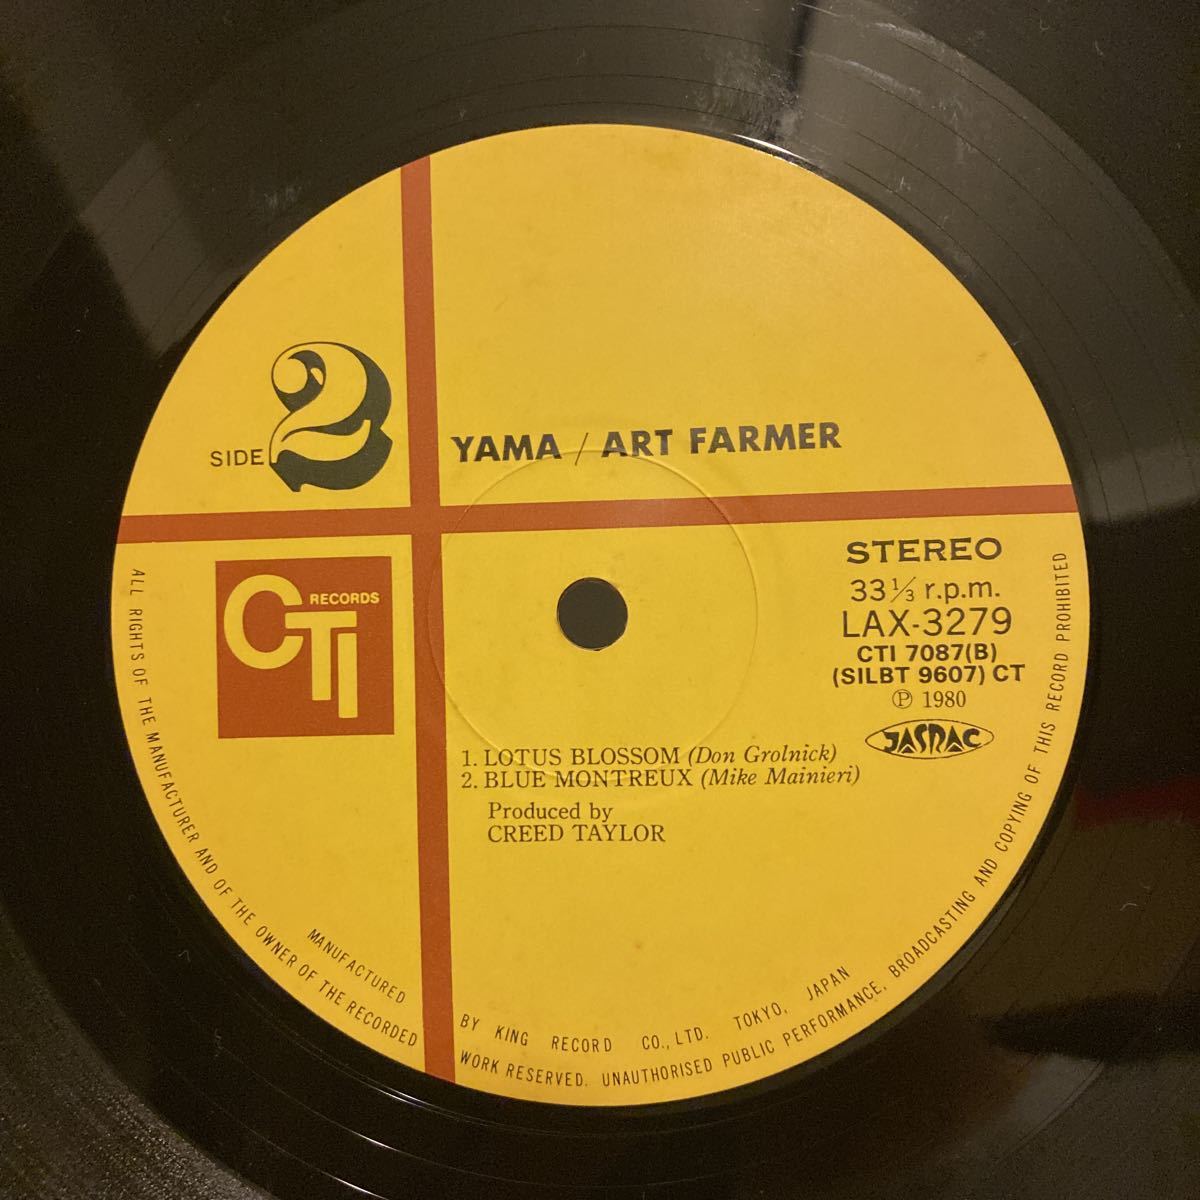 SIDE 2
YAMA / ART FARMER
CTI RECORDS
STEREO
33 1/3 r.p.m.
LAX-3279
CTI 7087(B)
(SILBT 9607) CT
Ⓟ 1980
JASRAC
1. LOTUS BLOSSOM (Don Grolnick)
2. BLUE MONTREUX (Mike Mainieri)
Produced by
CREED TAYLOR
MANUFACTURED BY KING RECORD CO., LTD. TOKYO, JAPAN
ALL RIGHTS OF THE MANUFACTURER AND OF THE OWNER OF THE RECORDED WORK RESERVED. UNAUTHORISED PUBLIC PERFORMANCE, BROADCASTING AND COPYING OF THIS RECORD PROHIBITED